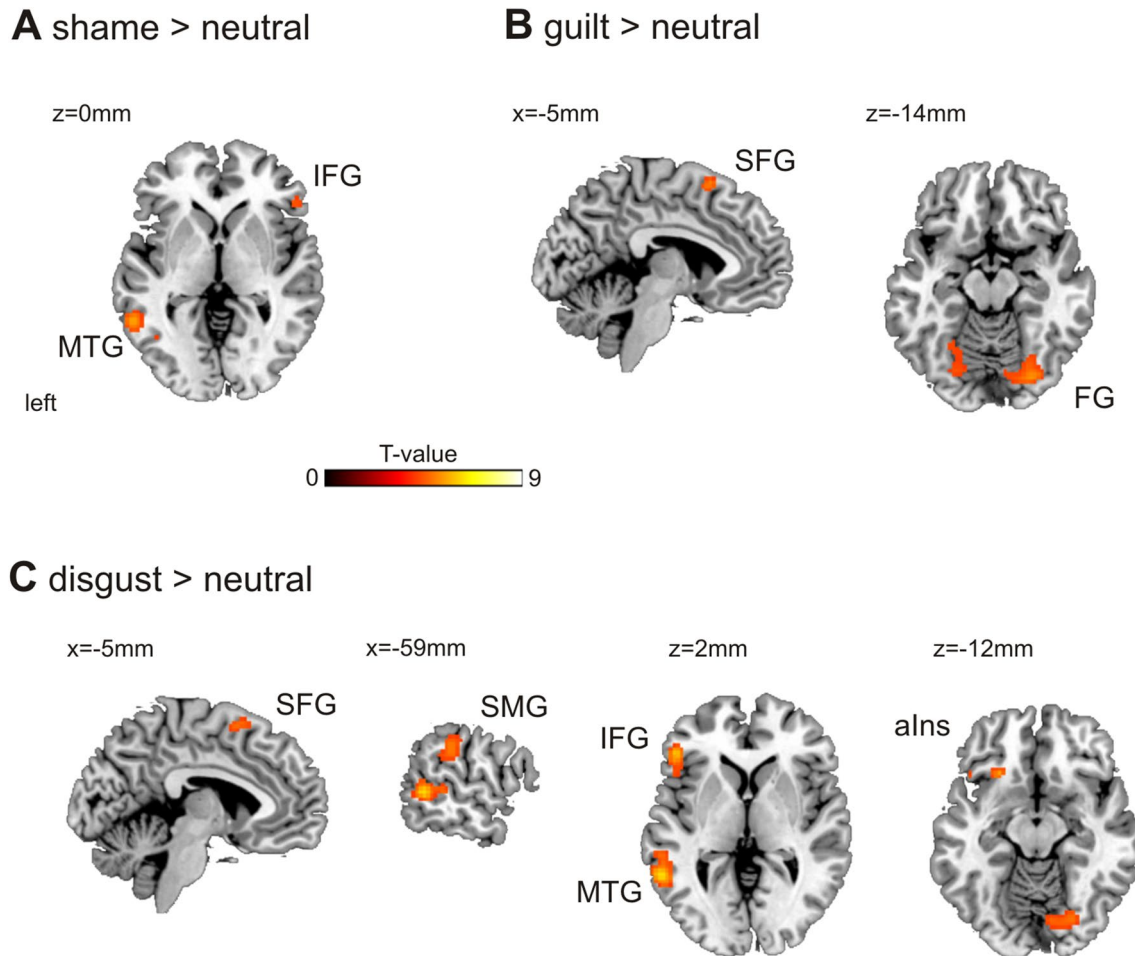 A shame > neutral
z=0mm
IFG
MTG
left
B guilt > neutral
x=-5mm
SFG
z=-14mm
FG
T-value
0
9
C disgust > neutral
x=-5mm
SFG
x=-59mm
SMG
z=2mm
IFG
MTG
z=-12mm
aIns